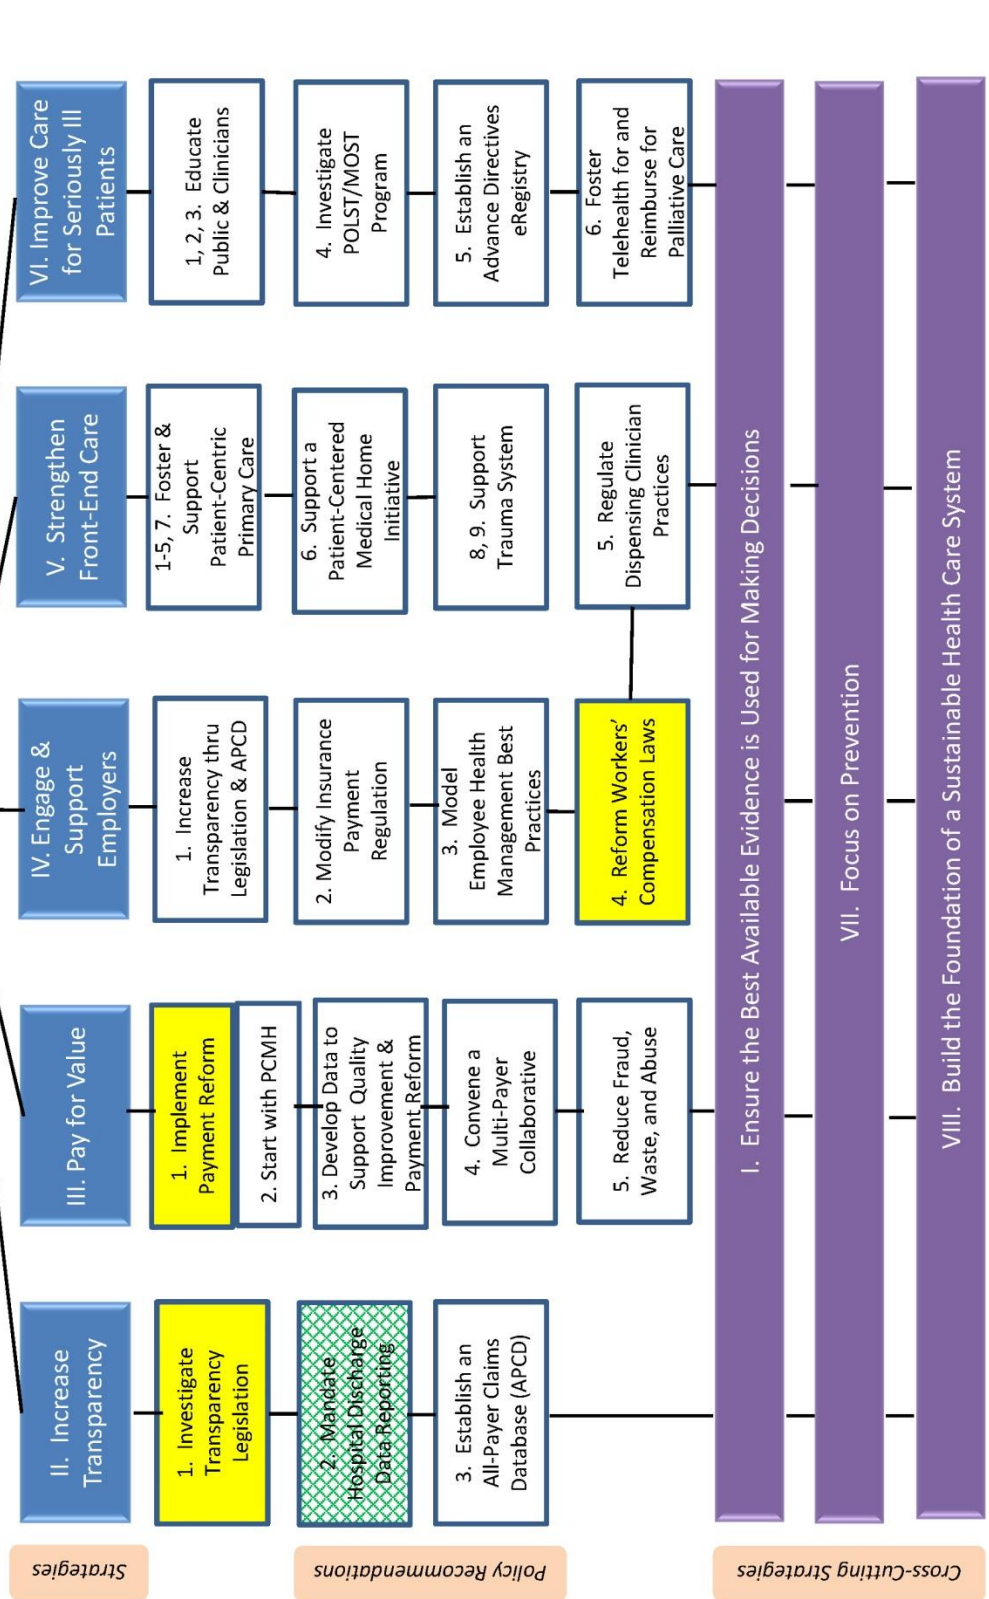 Strategies
II. Increase
Transparency
III. Pay for Value
IV. Engage &
Support
Employers
V. Strengthen
Front-End Care
VI. Improve Care
for Seriously Ill
Patients
Policy Recommendations
1. Investigate
Transparency
Legislation
2. Mandate
Hospital Discharge
Data Reporting
3. Establish an
All-Payer Claims
Database (APCD)
1. Implement
Payment Reform
2. Start with PCMH
3. Develop Data to
Support Quality
Improvement &
Payment Reform
4. Convene a
Multi-Payer
Collaborative
5. Reduce Fraud,
Waste, and Abuse
1. Increase
Transparency thru
Legislation & APCD
2. Modify Insurance
Payment
Regulation
3. Model
Employee Health
Management Best
Practices
4. Reform Workers’
Compensation Laws
1-5, 7. Foster &
Support
Patient-Centric
Primary Care
6. Support a
Patient-Centered
Medical Home
Initiative
8, 9. Support
Trauma System
5. Regulate
Dispensing Clinician
Practices
1, 2, 3. Educate
Public & Clinicians
4. Investigate
POLST/MOST
Program
5. Establish an
Advance Directives
eRegistry
6. Foster
Telehealth for and
Reimburse for
Palliative Care
Cross-Cutting Strategies
I. Ensure the Best Available Evidence is Used for Making Decisions
VII. Focus on Prevention
VIII. Build the Foundation of a Sustainable Health Care System